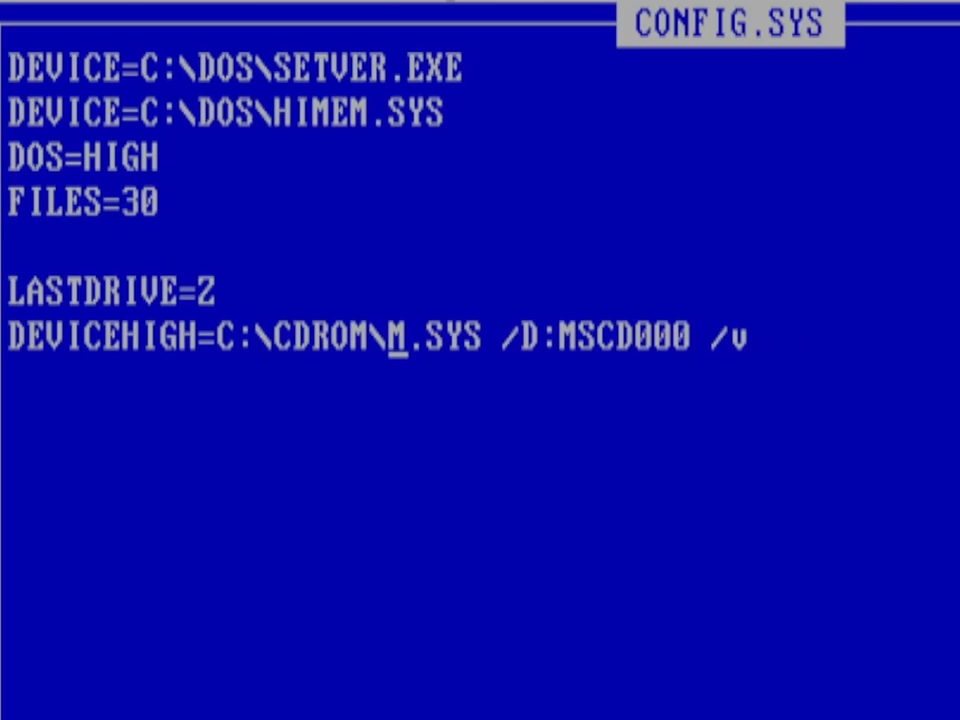 CONFIG.SYS
DEVICE=C:\DOS\SETVER.EXE
DEVICE=C:\DOS\HIMEM.SYS
DOS=HIGH
FILES=30
LASTDRIVE=Z
DEVICEHIGH=C:\CDROM\M.SYS /D:MSCD000 /v